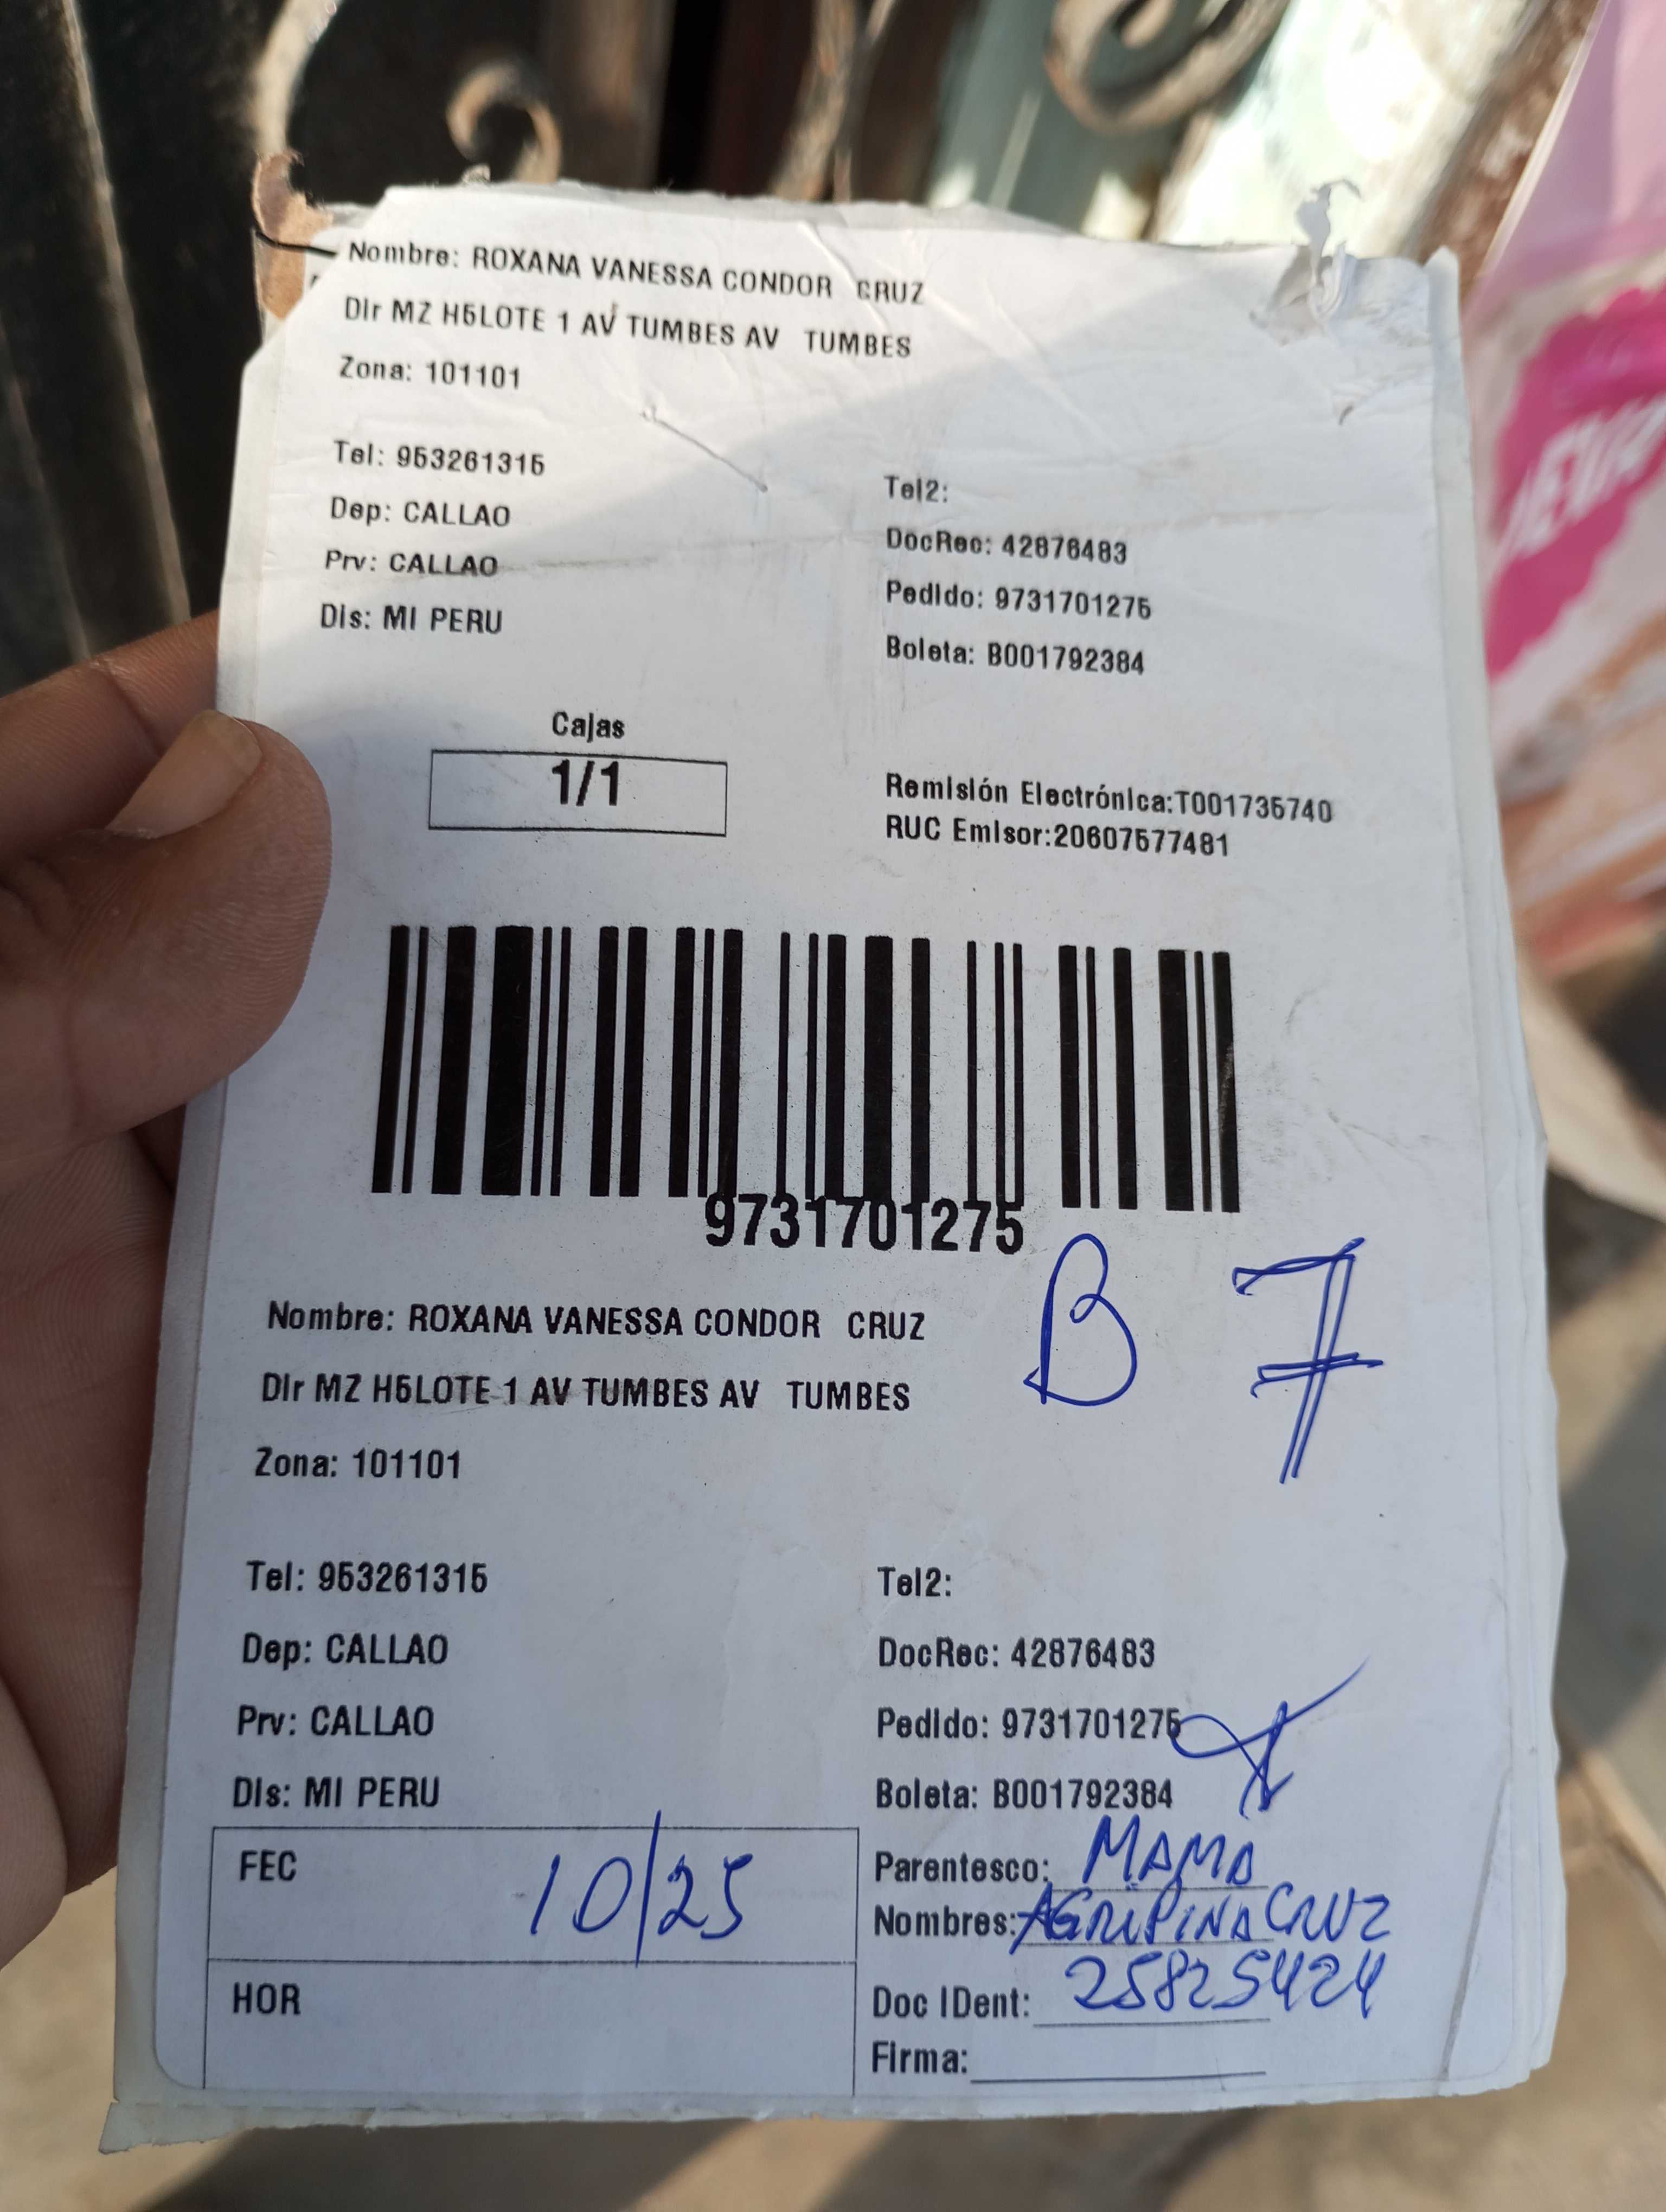 Nombre: ROXANA VANESSA CONDOR CRUZ
Dir MZ H5LOTE 1 AV TUMBES AV TUMBES
Zona: 101101
Tel: 953261315
Tel2:
Dep: CALLAO
DocRec: 42876483
Prv: CALLAO
Pedido: 9731701275
Dis: MI PERU
Boleta: B001792384
Cajas
1/1
Remisión Electrónica:T001735740
RUC Emisor:20607577481
9731701275
B 7
Nombre: ROXANA VANESSA CONDOR CRUZ
Dir MZ H5LOTE 1 AV TUMBES AV TUMBES
Zona: 101101
Tel: 953261315
Tel2:
Dep: CALLAO
DocRec: 42876483
Prv: CALLAO
Pedido: 9731701275
Dis: MI PERU
Boleta: B001792384
FEC 10/25
Parentesco: MAMA
Nombres: AGRIPINA CRUZ
HOR
Doc IDent: 25825424
Firma: